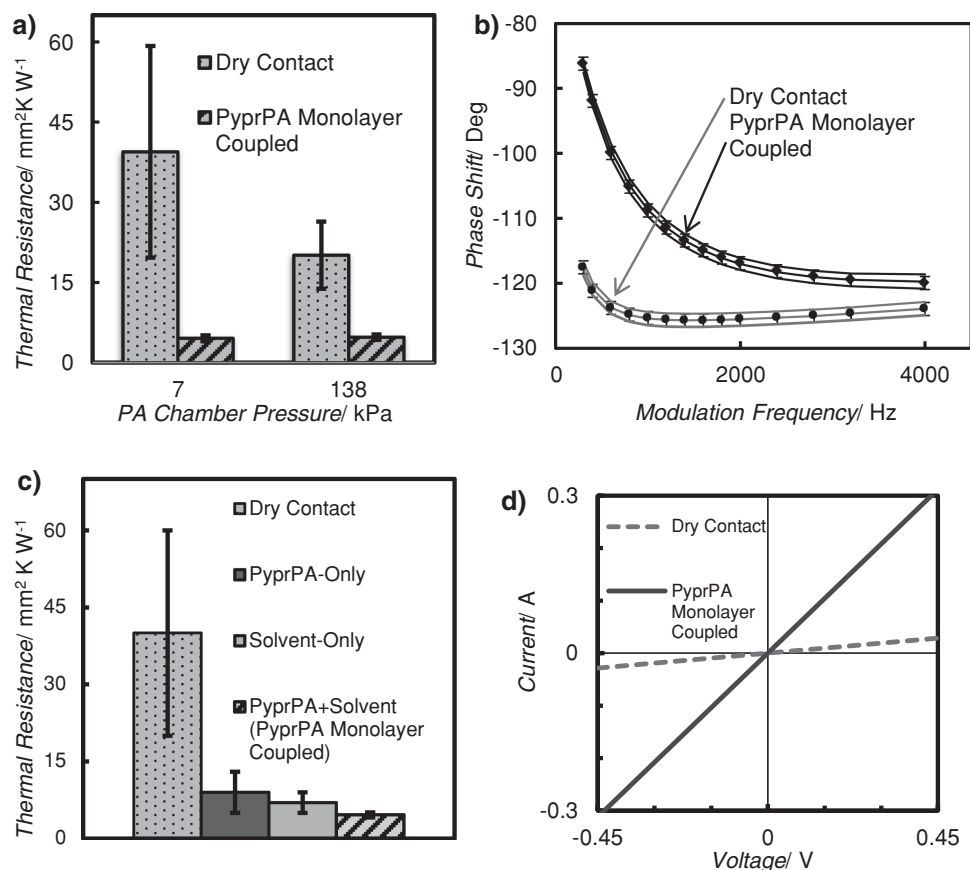 a)
Thermal Resistance/ mm²K W⁻¹
60
45
30
15
0
Dry Contact
PyprPA Monolayer
Coupled
7
138
PA Chamber Pressure/ kPa
b)
Phase Shift/ Deg
-80
-90
-100
-110
-120
-130
Dry Contact
PyprPA Monolayer
Coupled
0
2000
4000
Modulation Frequency/ Hz
c)
Thermal Resistance/ mm² K W⁻¹
60
45
30
15
0
Dry Contact
PyprPA-Only
Solvent-Only
PyprPA+Solvent
(PyprPA Monolayer
Coupled)
d)
Current/ A
0.3
0
-0.3
Dry Contact
PyprPA
Monolayer
Coupled
-0.45
0
0.45
Voltage/ V